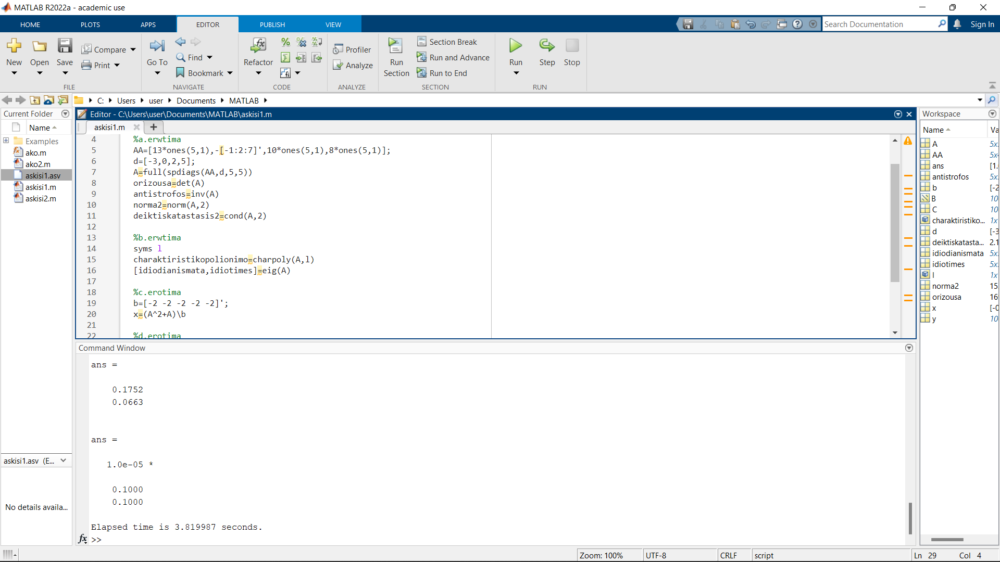 MATLAB R2022a - academic use
HOME PLOTS APPS EDITOR PUBLISH VIEW
Search Documentation
Sign In
New Open Save Compare Print
FILE
Go To Find Bookmark
NAVIGATE
Refactor
CODE
Profiler
Analyze
ANALYZE
Run Section
Section Break
Run and Advance
Run to End
SECTION
Run Step Stop
RUN
C: Users user Documents MATLAB
Current Folder
Name
Examples
ako.m
ako2.m
askisi1.asv
askisi1.m
askisi2.m
askisi1.asv (E...
No details availa...
Editor - C:\Users\user\Documents\MATLAB\askisi1.m
askisi1.m
4 %a.erwtima
5 AA=[13*ones(5,1),-[-1:2:7]',10*ones(5,1),8*ones(5,1)];
6 d=[-3,0,2,5];
7 A=full(spdiags(AA,d,5,5))
8 orizousa=det(A)
9 antistrofos=inv(A)
10 norma2=norm(A,2)
11 deiktiskatastasis2=cond(A,2)
12
13 %b.erwtima
14 syms l
15 charaktiristikopolionimo=charpoly(A,l)
16 [idiodianismata,idiotimes]=eig(A)
17
18 %c.erotima
19 b=[-2 -2 -2 -2 -2]';
20 x=(A^2+A)\b
21
22 %d.erotima
Command Window
ans =
0.1752
0.0663
ans =
1.0e-05 *
0.1000
0.1000
Elapsed time is 3.819987 seconds.
fx >>
Workspace
Name Va
A 5x
AA 5x
ans [1.
antistrofos 5x
b [-2
B 10
C 10
charaktiristiko... 1x
d [-3
deiktiskatasta... 2.1
idiodianismata 5x
idiotimes 5x
l 1x
norma2 15
orizousa 16
x [-0
y 10
Zoom: 100% UTF-8 CRLF script Ln 29 Col 4